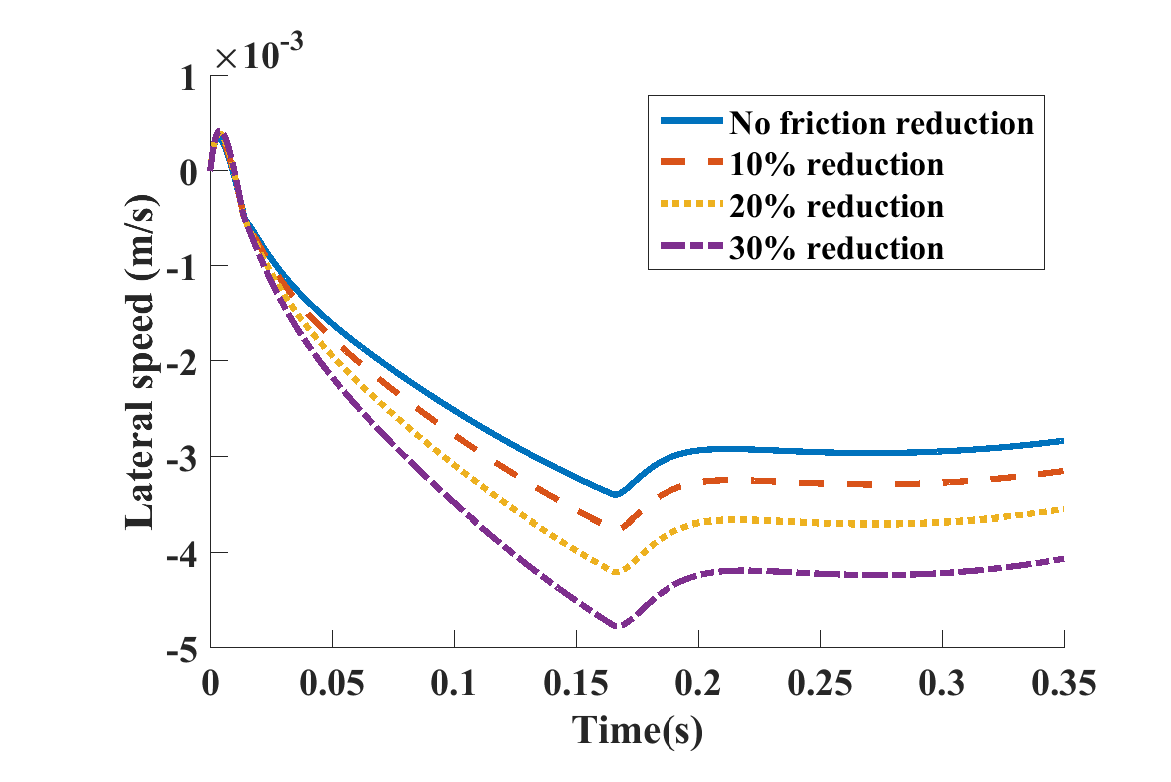 ×10-3
1
0
-1
-2
-3
-4
-5
Lateral speed (m/s)
No friction reduction
10% reduction
20% reduction
30% reduction
0 0.05 0.1 0.15 0.2 0.25 0.3 0.35
Time(s)